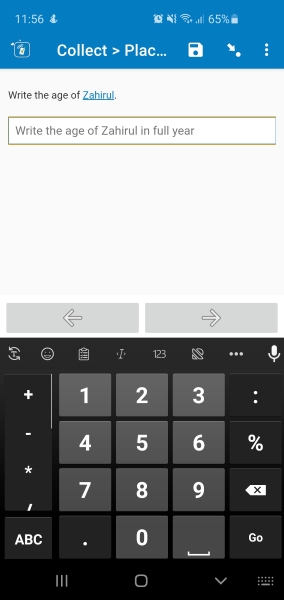 11:56 65%
Collect > Plac...
Write the age of Zahirul.
Write the age of Zahirul in full year
123
+ 1 2 3 :
- 4 5 6 %
* 7 8 9
/
ABC . 0 Go